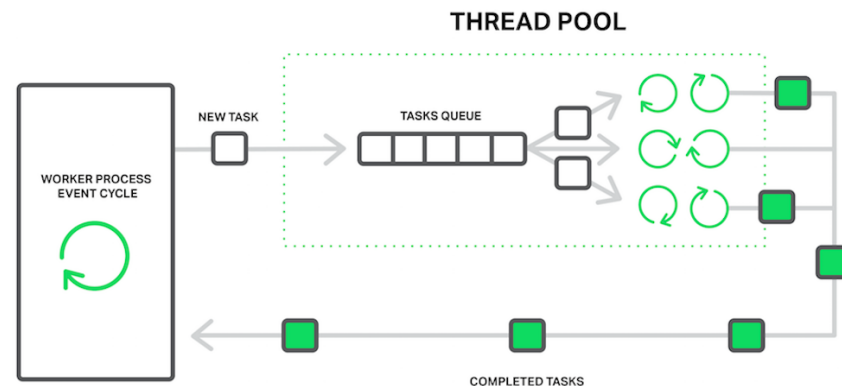 THREAD POOL
NEW TASK
TASKS QUEUE
WORKER PROCESS
EVENT CYCLE
COMPLETED TASKS